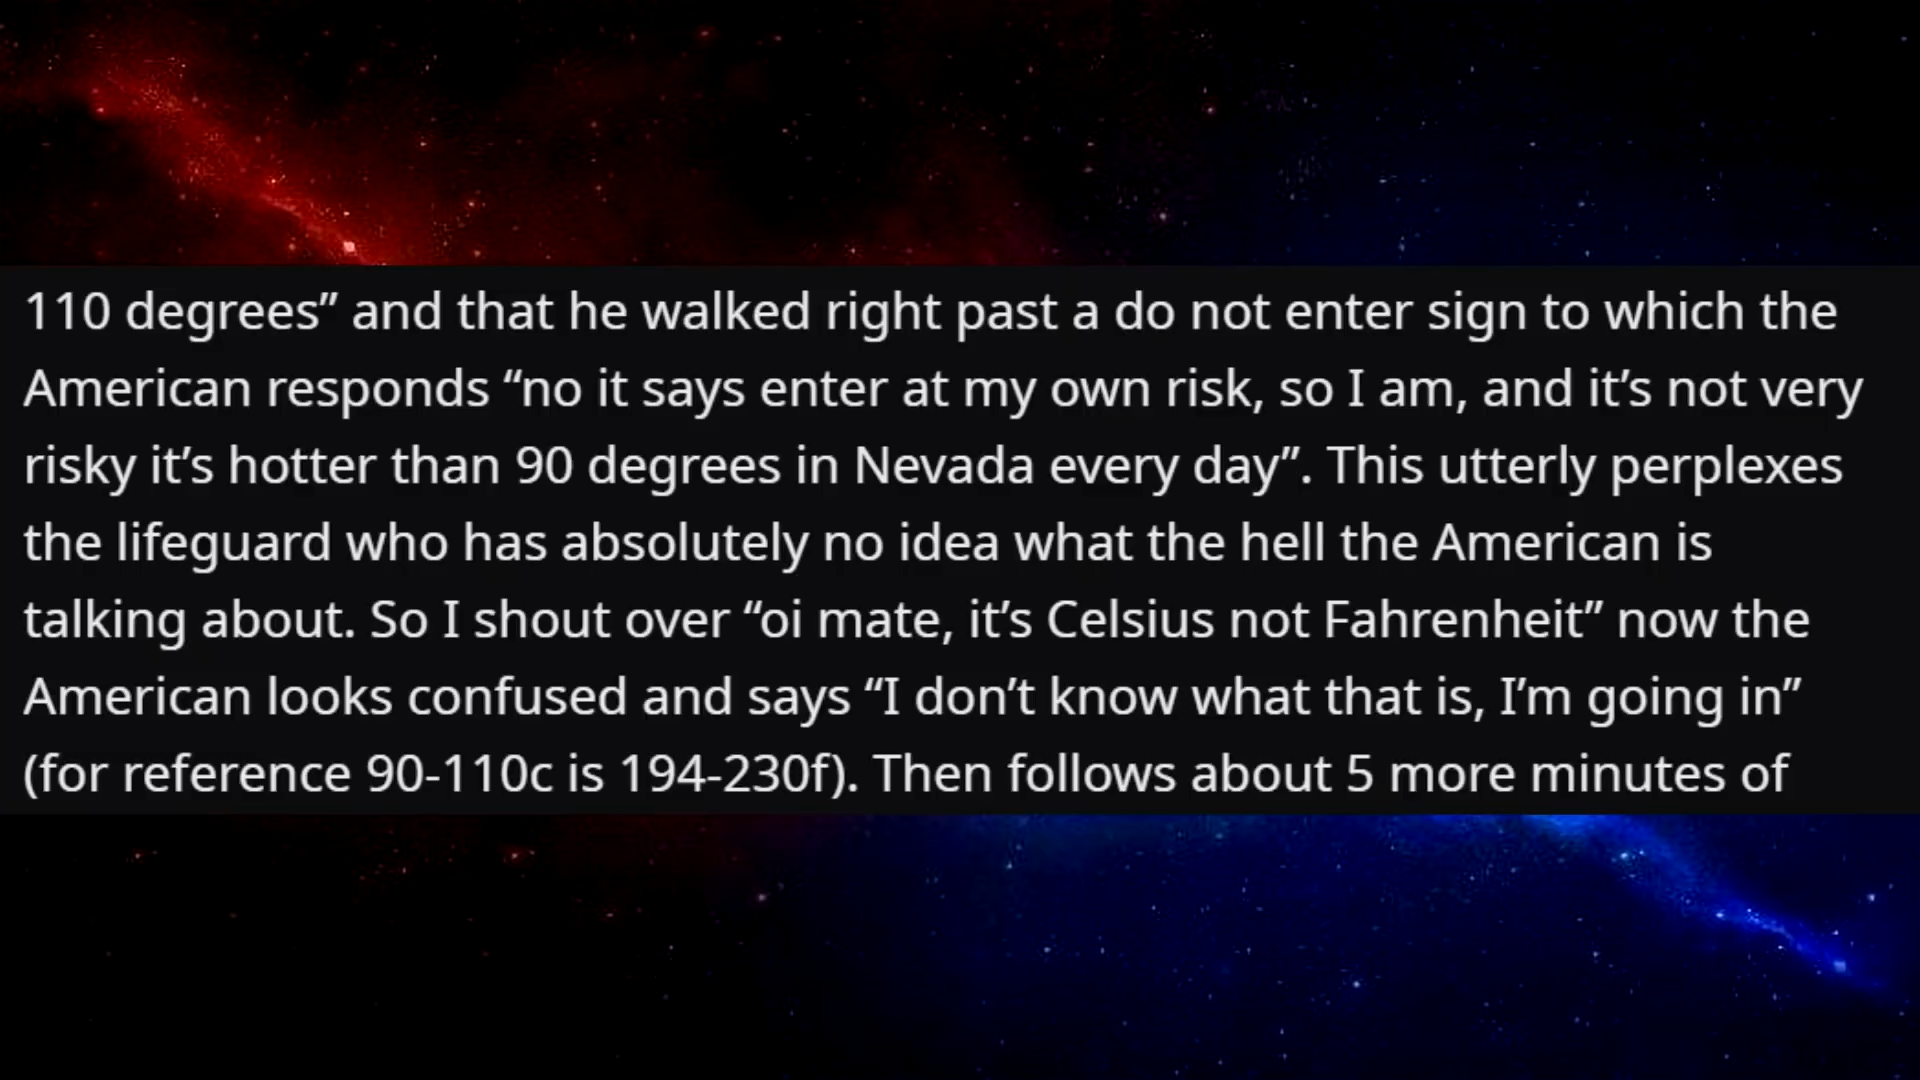 110 degrees” and that he walked right past a do not enter sign to which the
American responds “no it says enter at my own risk, so I am, and it’s not very
risky it’s hotter than 90 degrees in Nevada every day”. This utterly perplexes
the lifeguard who has absolutely no idea what the hell the American is
talking about. So I shout over “oi mate, it’s Celsius not Fahrenheit” now the
American looks confused and says “I don’t know what that is, I’m going in”
(for reference 90-110c is 194-230f). Then follows about 5 more minutes of